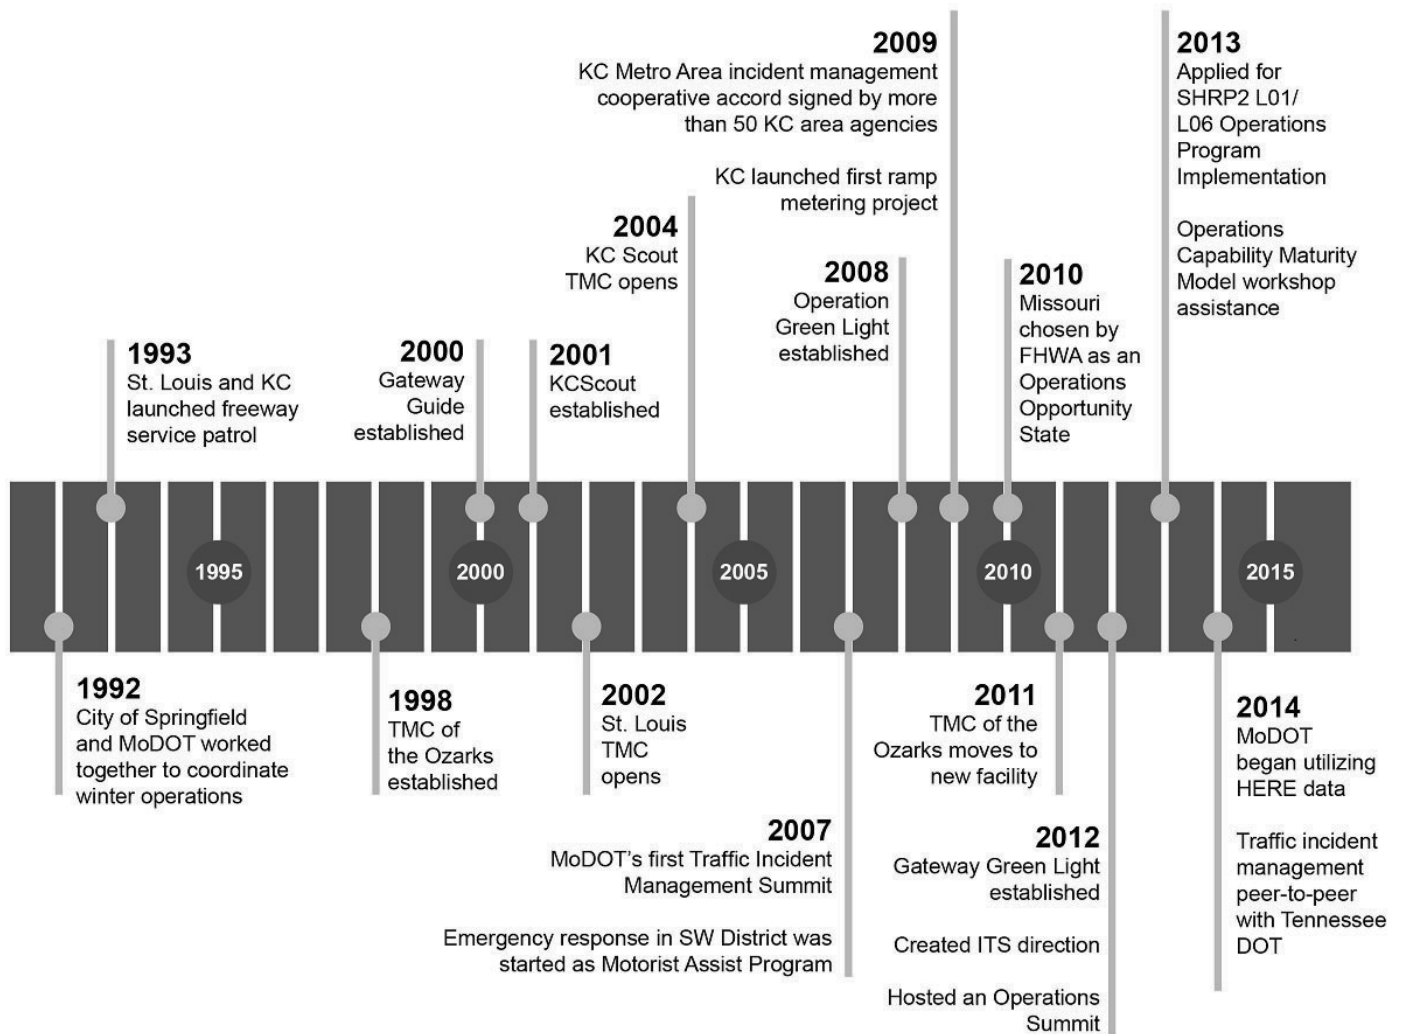 2009
KC Metro Area incident management
cooperative accord signed by more
than 50 KC area agencies
KC launched first ramp
metering project
2013
Applied for
SHRP2 L01/
L06 Operations
Program
Implementation
Operations
Capability Maturity
Model workshop
assistance
2004
KC Scout
TMC opens
2008
Operation
Green Light
established
2010
Missouri
chosen by
FHWA as an
Operations
Opportunity
State
1993
St. Louis and KC
launched freeway
service patrol
2000
Gateway
Guide
established
2001
KCScout
established
1995
2000
2005
2010
2015
1992
City of Springfield
and MoDOT worked
together to coordinate
winter operations
1998
TMC of
the Ozarks
established
2002
St. Louis
TMC
opens
2011
TMC of the
Ozarks moves to
new facility
2014
MoDOT
began utilizing
HERE data
Traffic incident
management
peer-to-peer
with Tennessee
DOT
2007
MoDOT's first Traffic Incident
Management Summit
Emergency response in SW District was
started as Motorist Assist Program
2012
Gateway Green Light
established
Created ITS direction
Hosted an Operations
Summit